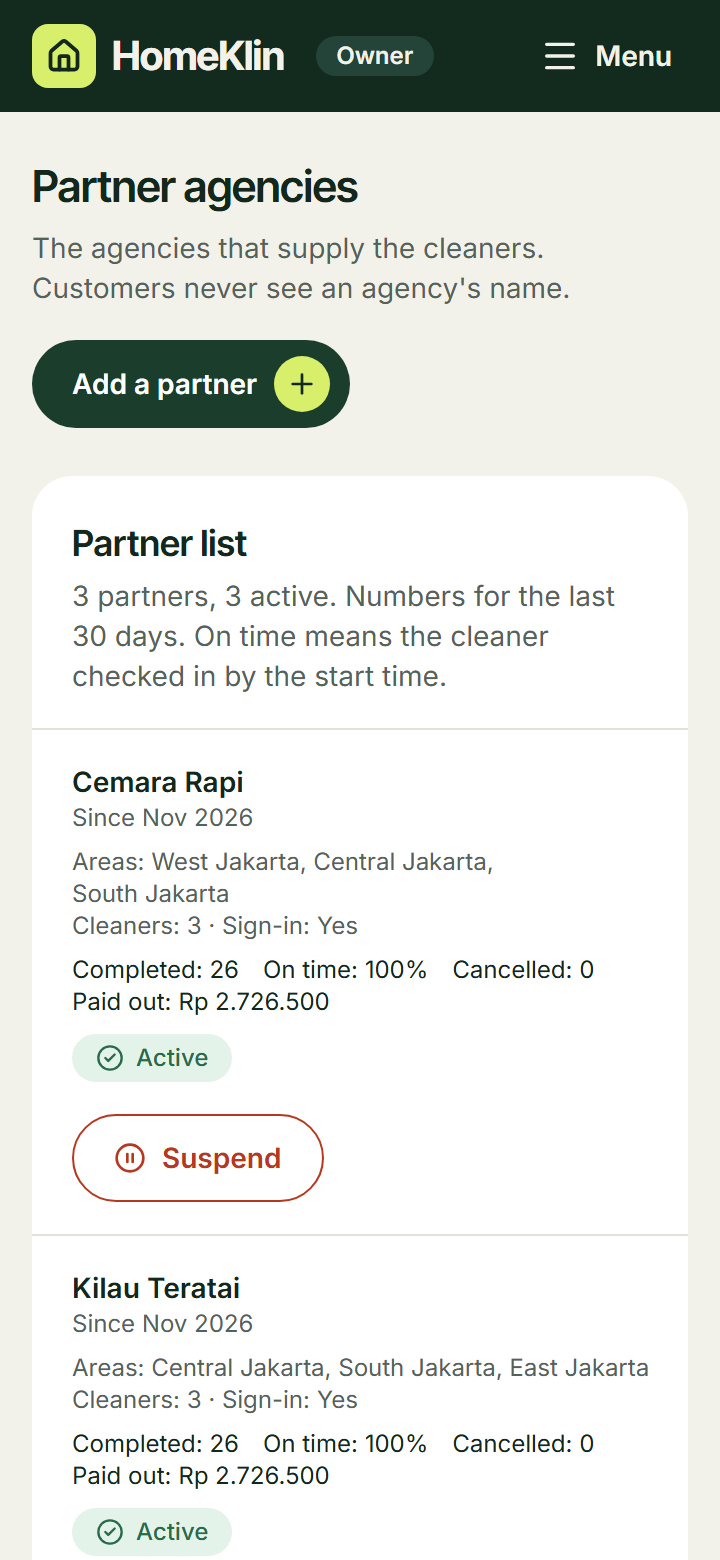 HomeKlin
Owner
Menu
Partner agencies
The agencies that supply the cleaners.
Customers never see an agency's name.
Add a partner
Partner list
3 partners, 3 active. Numbers for the last
30 days. On time means the cleaner
checked in by the start time.
Cemara Rapi
Since Nov 2026
Areas: West Jakarta, Central Jakarta,
South Jakarta
Cleaners: 3 · Sign-in: Yes
Completed: 26 On time: 100% Cancelled: 0
Paid out: Rp 2.726.500
Active
Suspend
Kilau Teratai
Since Nov 2026
Areas: Central Jakarta, South Jakarta, East Jakarta
Cleaners: 3 · Sign-in: Yes
Completed: 26 On time: 100% Cancelled: 0
Paid out: Rp 2.726.500
Active